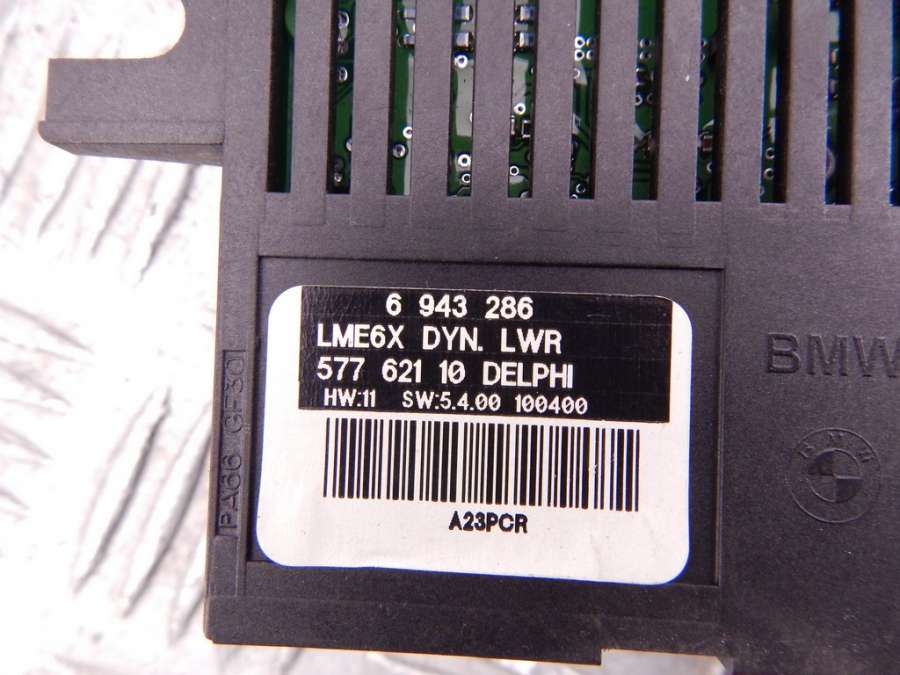 6 943 286
LME6X DYN. LWR
577 621 10 DELPHI
HW:11 SW:5.4.00 100400
A23PCR
BMW
BMW
PA66 GF30